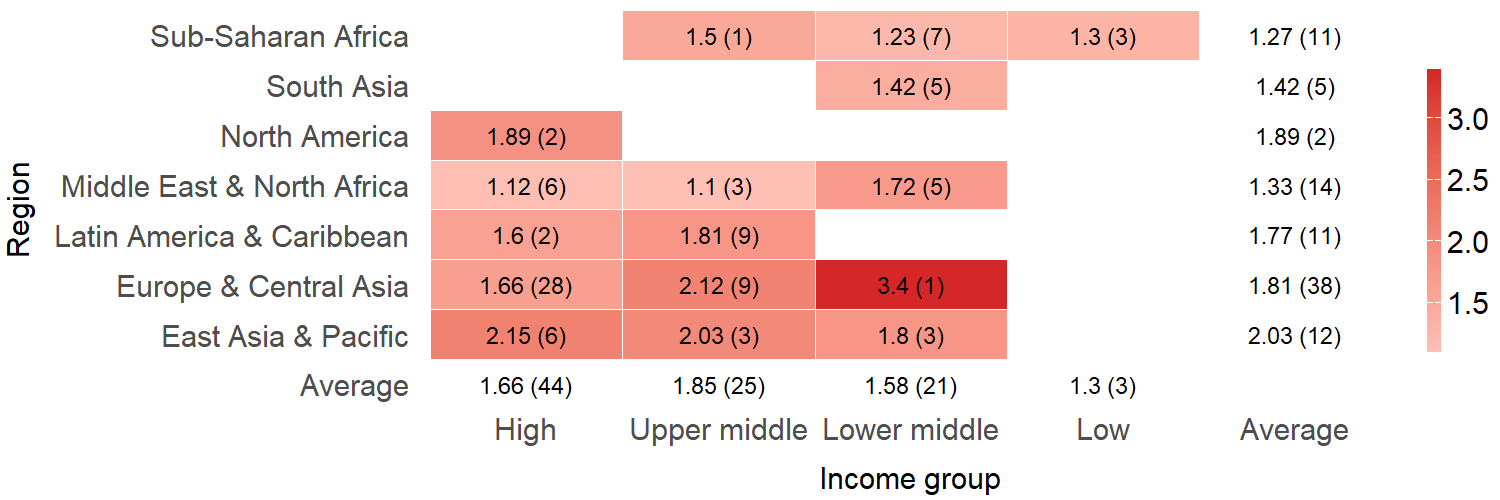 Sub-Saharan Africa 1.5 (1) 1.23 (7) 1.3 (3) 1.27 (11)
South Asia 1.42 (5) 1.42 (5)
North America 1.89 (2) 1.89 (2)
Middle East & North Africa 1.12 (6) 1.1 (3) 1.72 (5) 1.33 (14)
Latin America & Caribbean 1.6 (2) 1.81 (9) 1.77 (11)
Europe & Central Asia 1.66 (28) 2.12 (9) 3.4 (1) 1.81 (38)
East Asia & Pacific 2.15 (6) 2.03 (3) 1.8 (3) 2.03 (12)
Average 1.66 (44) 1.85 (25) 1.58 (21) 1.3 (3)
High Upper middle Lower middle Low Average
Income group
Region
3.0
2.5
2.0
1.5